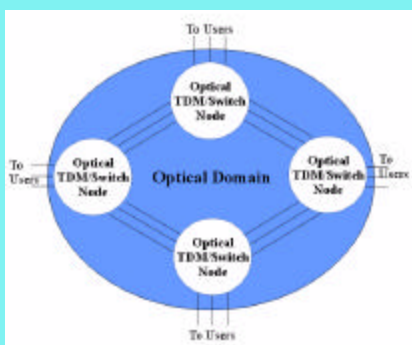 To Users
Optical
TDM/Switch
Node
To
Users
Optical
TDM/Switch
Node
Optical Domain
Optical
TDM/Switch
Node
To
Users
Optical
TDM/Switch
Node
To Users